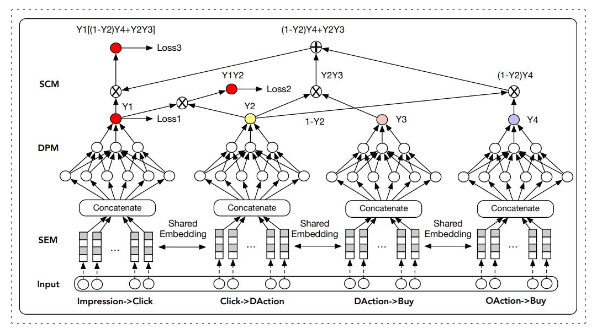 Y1[(1-Y2)Y4+Y2Y3]
(1-Y2)Y4+Y2Y3
Loss3
SCM
Y1Y2
Loss2
Y2Y3
(1-Y2)Y4
Y1
Loss1
Y2
1-Y2
Y3
Y4
DPM
Concatenate
Concatenate
Concatenate
Concatenate
SEM
...
Shared
Embedding
...
Shared
Embedding
...
Shared
Embedding
...
Input
Impression->Click
Click->DAction
DAction->Buy
OAction->Buy